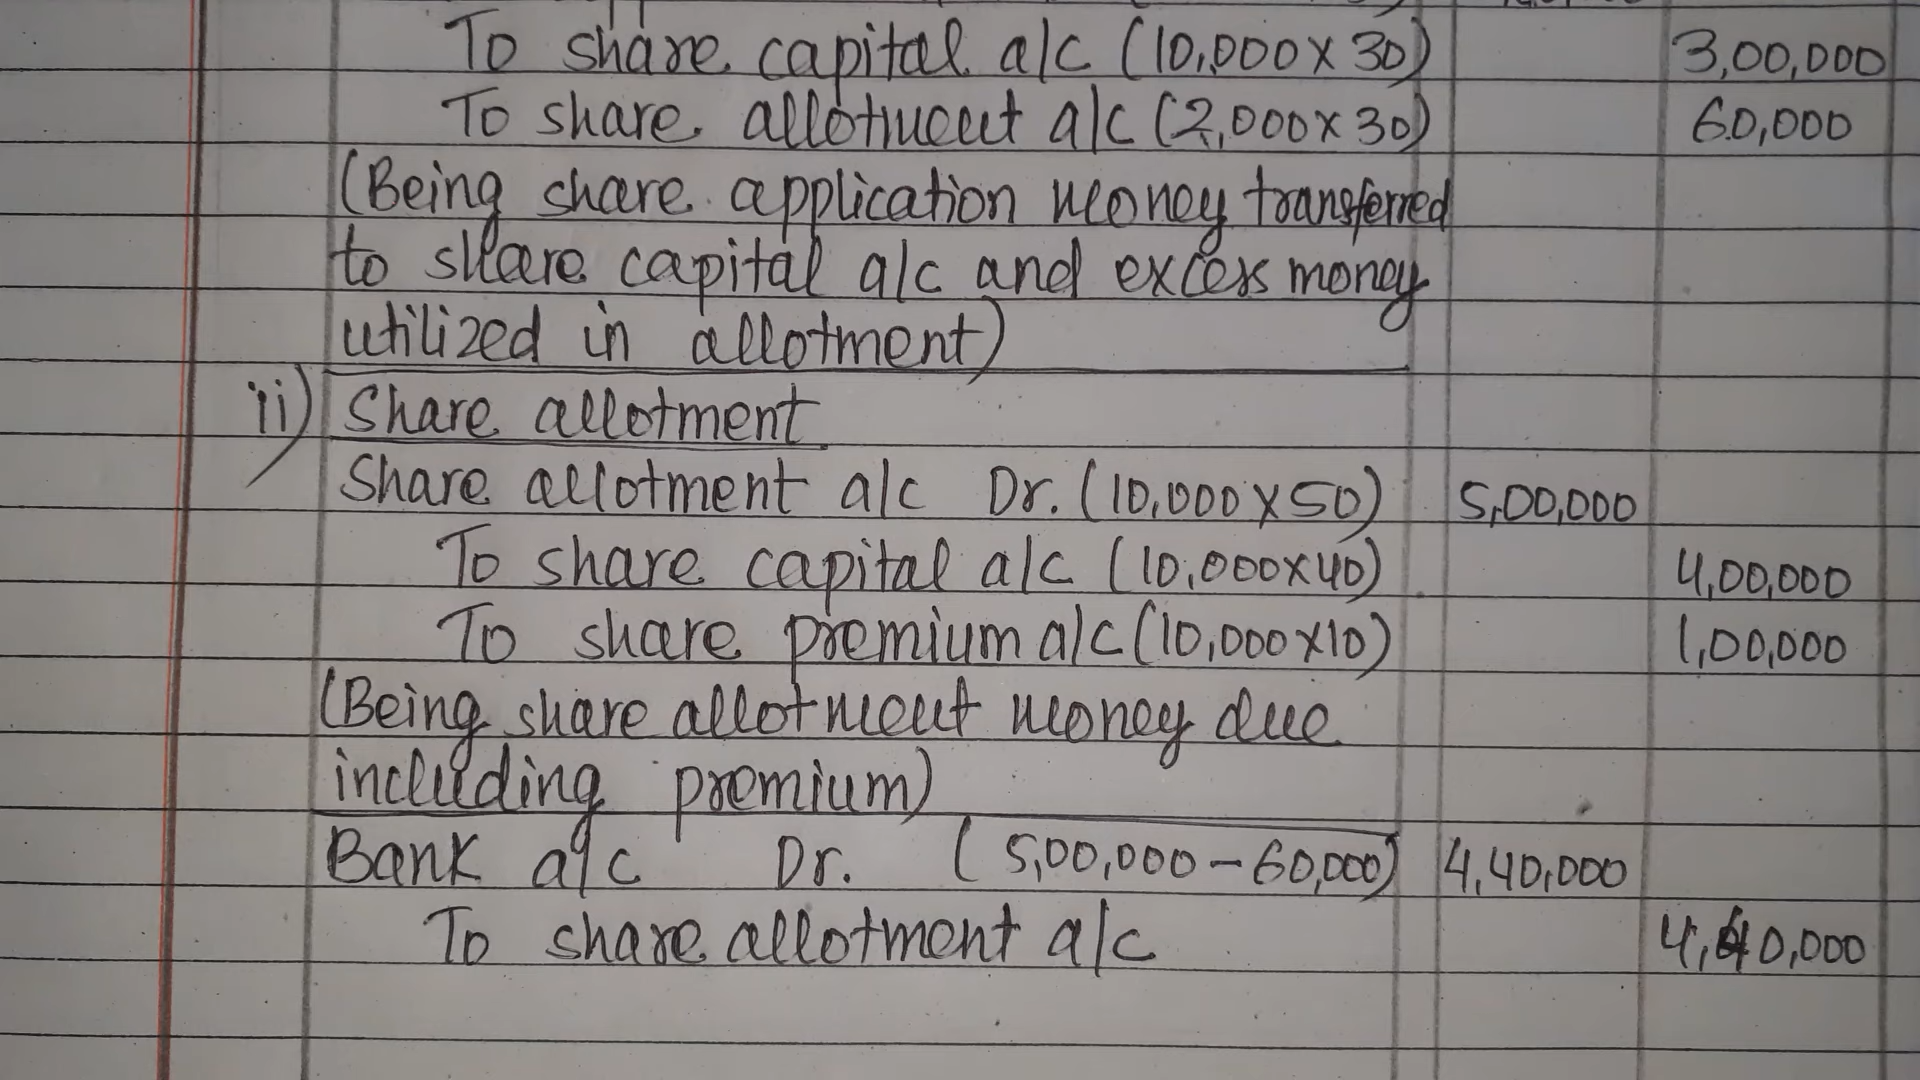 To share capital a/c (10,000 x 30) 3,00,000
To share allotment a/c (2,000 x 30) 60,000
(Being share application money transferred
to share capital a/c and excess money
utilized in allotment)
ii) Share allotment
Share allotment a/c Dr. (10,000 x 50) 5,00,000
To share capital a/c (10,000 x 40) 4,00,000
To share premium a/c (10,000 x 10) 1,00,000
(Being share allotment money due
including premium)
Bank a/c Dr. (5,00,000 - 60,000) 4,40,000
To share allotment a/c 4,40,000